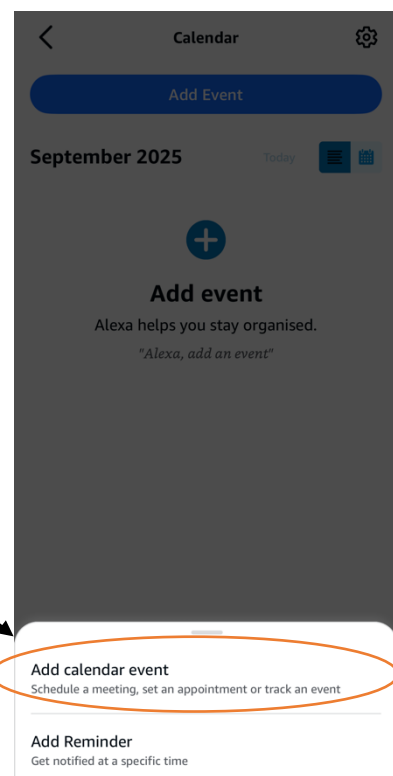 Calendar
Add Event
September 2025 Today
Add event
Alexa helps you stay organised.
"Alexa, add an event"
Add calendar event
Schedule a meeting, set an appointment or track an event
Add Reminder
Get notified at a specific time